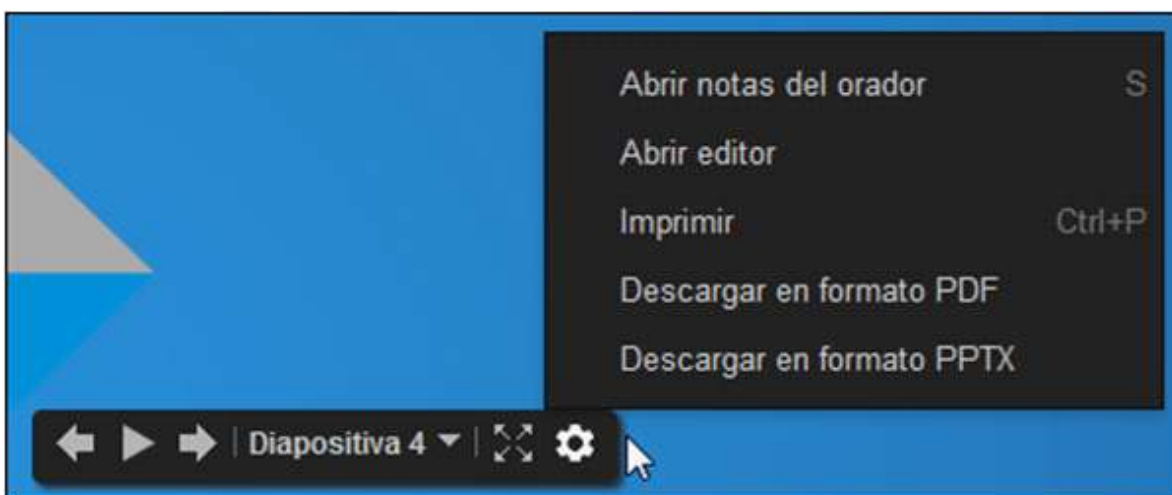 Abrir notas del orador S
Abrir editor
Imprimir Ctrl+P
Descargar en formato PDF
Descargar en formato PPTX
Diapositiva 4